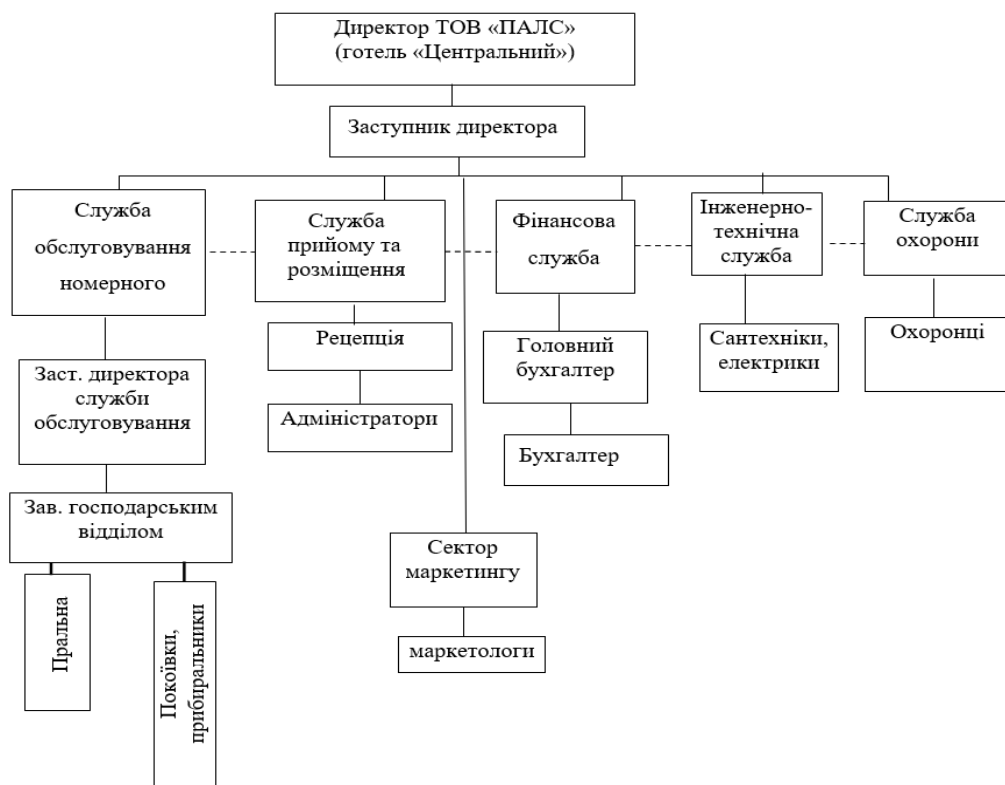 Директор ТОВ «ПАЛС»
(готель «Центральний»)
Заступник директора
Служба
обслуговування
номерного
Служба
прийому та
розміщення
Фінансова
служба
Інженерно-
технічна
служба
Служба
охорони
Рецепція
Головний
бухгалтер
Сантехніки,
електрики
Охоронці
Заст. директора
служби
обслуговування
Адміністратори
Бухгалтер
Зав. господарським
відділом
Сектор
маркетингу
Пральна
Покоївки,
прибиральники
маркетологи